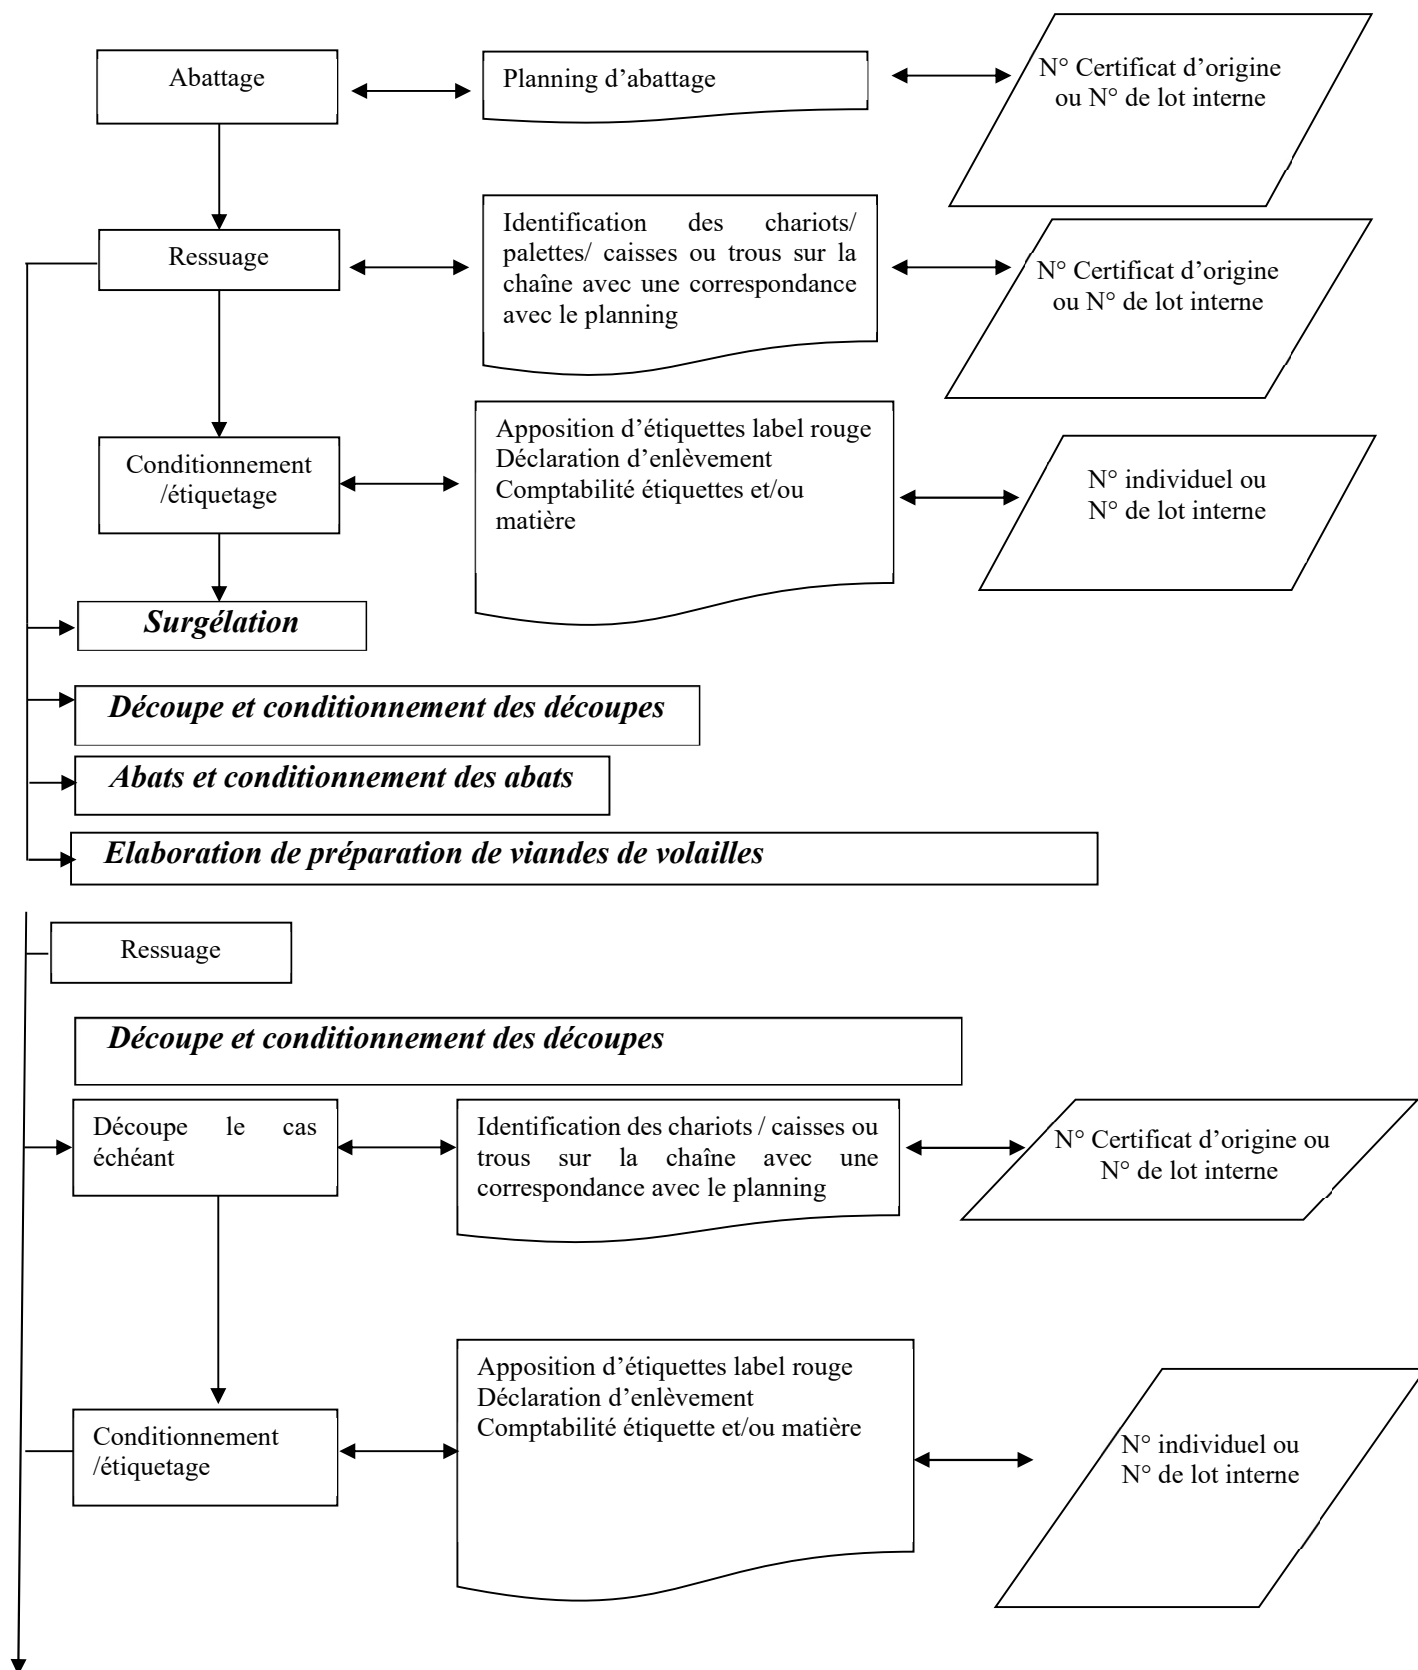 Abattage
Planning d’abattage
N° Certificat d’origine
ou N° de lot interne
Ressuage
Identification des chariots/
palettes/ caisses ou trous sur la
chaîne avec une correspondance
avec le planning
N° Certificat d’origine
ou N° de lot interne
Conditionnement
/étiquetage
Apposition d’étiquettes label rouge
Déclaration d’enlèvement
Comptabilité étiquettes et/ou
matière
N° individuel ou
N° de lot interne
Surgélation
Découpe et conditionnement des découpes
Abats et conditionnement des abats
Elaboration de préparation de viandes de volailles
Ressuage
Découpe et conditionnement des découpes
Découpe le cas
échéant
Identification des chariots / caisses ou
trous sur la chaîne avec une
correspondance avec le planning
N° Certificat d’origine ou
N° de lot interne
Conditionnement
/étiquetage
Apposition d’étiquettes label rouge
Déclaration d’enlèvement
Comptabilité étiquette et/ou matière
N° individuel ou
N° de lot interne